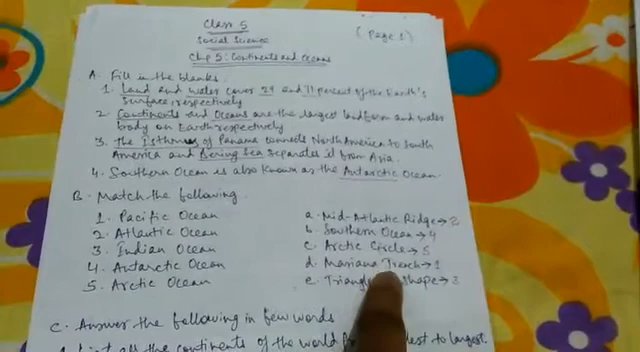 Class 5
Social Science
(Page 1)
Chp 5: Continents and Oceans
A. Fill in the blanks.
1. Land and water cover 29 and 71 percent of the Earth's
surface, respectively
2. Continents and Oceans are the largest landform and water
body on Earth respectively
3. The Isthmus of Panama connects North America to South
America and Bering Sea separates it from Asia.
4. Southern Ocean is also known as the Antarctic Ocean.
B. Match the following.
1. Pacific Ocean
2. Atlantic Ocean
3. Indian Ocean
4. Antarctic Ocean
5. Arctic Ocean
a. Mid-Atlantic Ridge → 2
b. Southern Ocean → 4
c. Arctic Circle → 5
d. Mariana Trench → 1
e. Shape → 3
C. Answer the following in few words
all the continents of the world to largest.